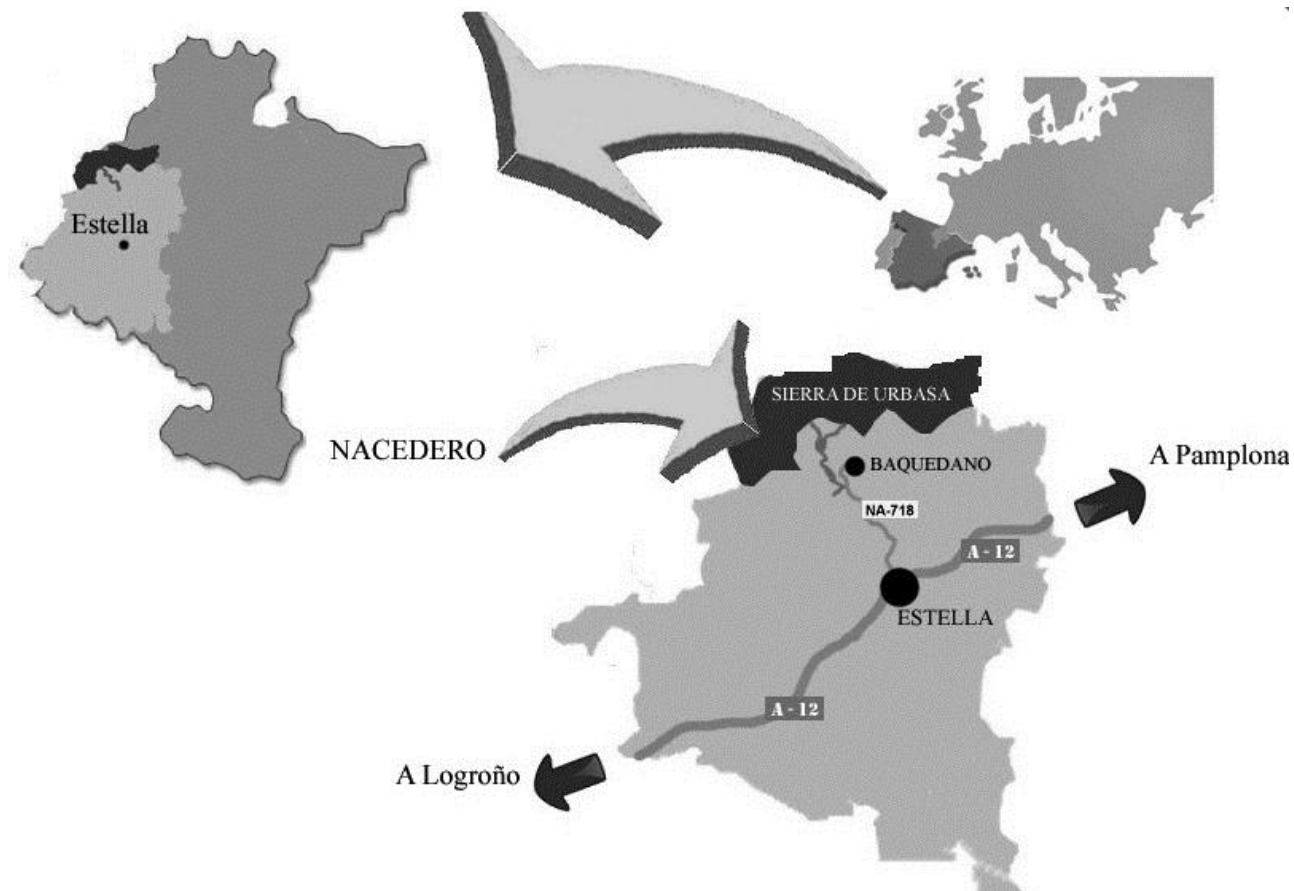 Estella
SIERRA DE URBASA
NACEDERO
BAQUEDANO
A Pamplona
NA-718
A - 12
ESTELLA
A - 12
A Logroño